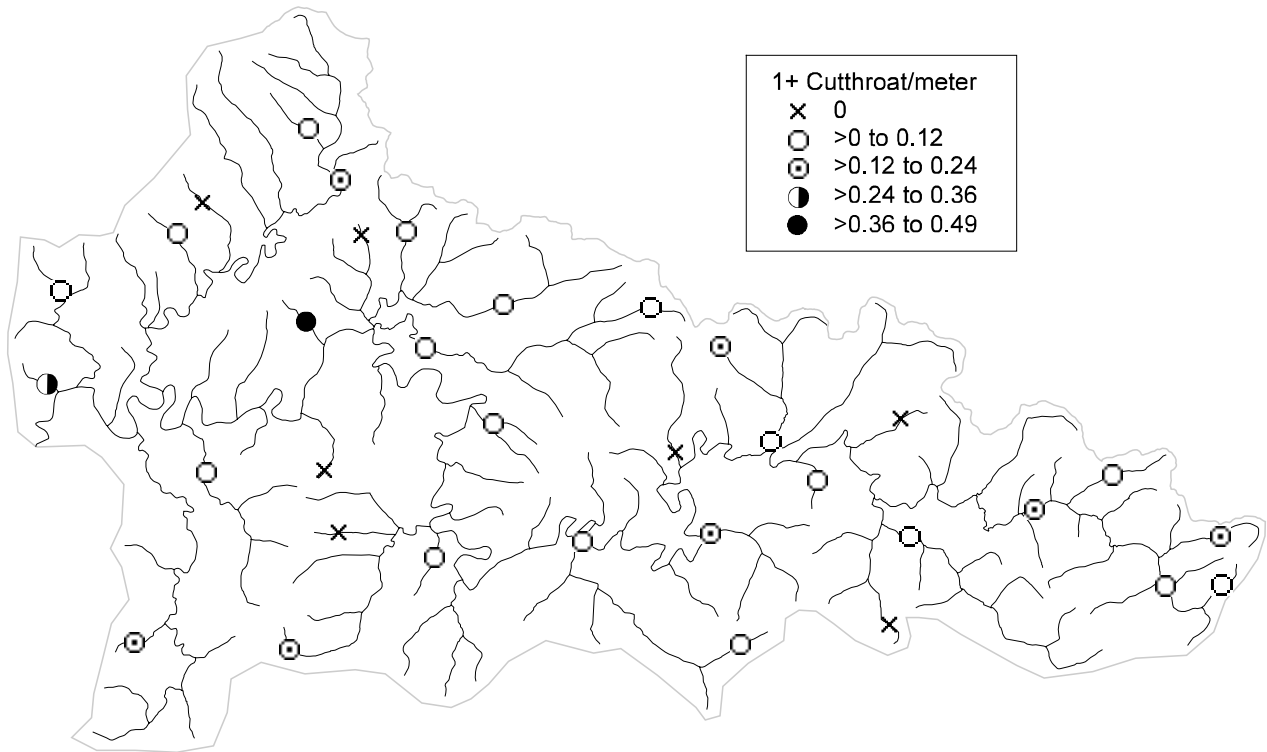 1+ Cutthroat/meter
0
>0 to 0.12
>0.12 to 0.24
>0.24 to 0.36
>0.36 to 0.49